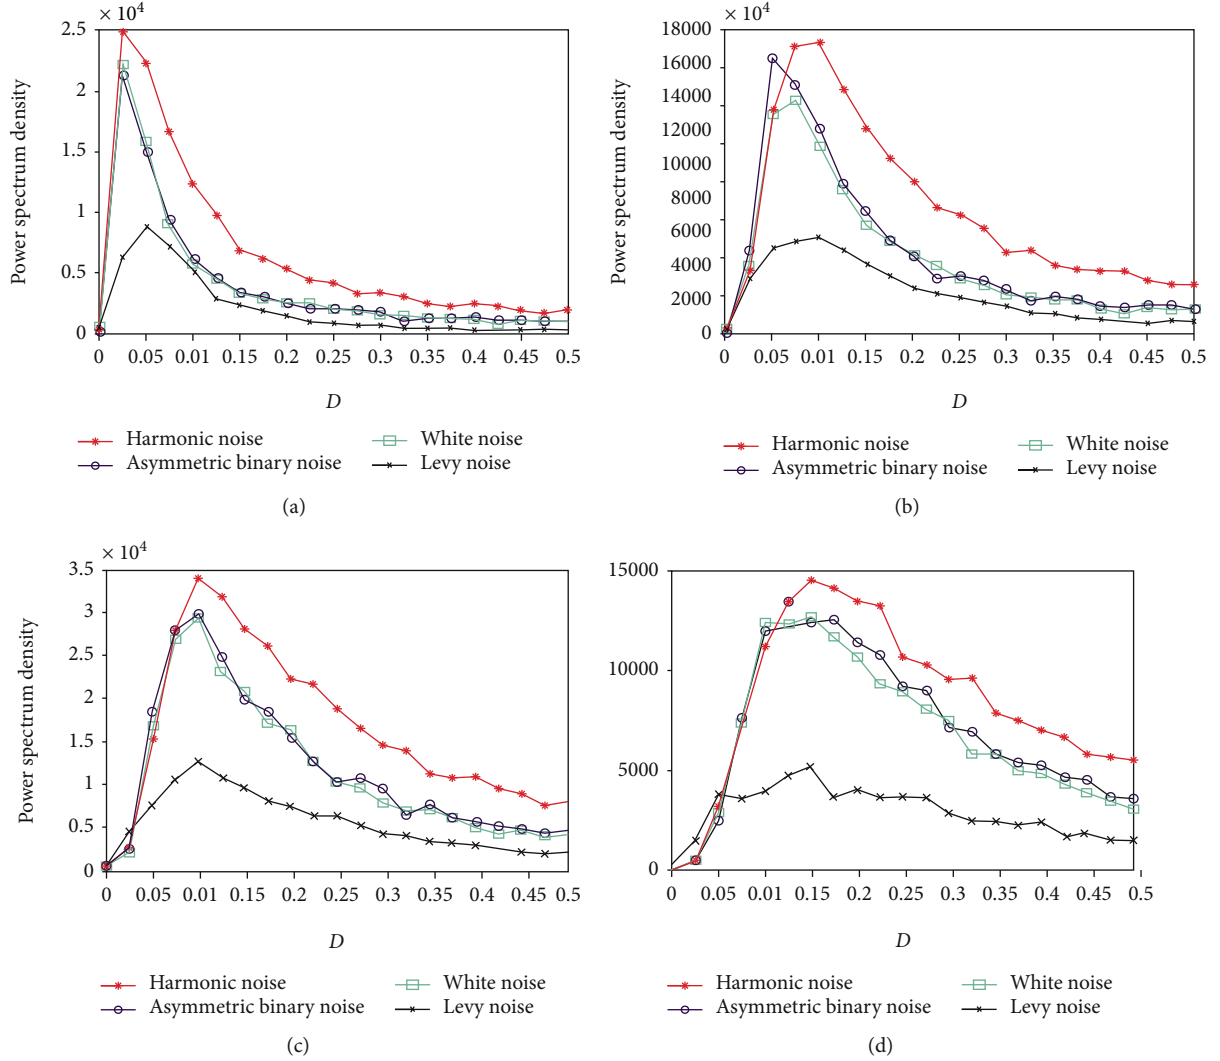 × 10⁴
2.5
2
1.5
1
0.5
0
Power spectrum density
0 0.05 0.01 0.15 0.2 0.25 0.3 0.35 0.4 0.45 0.5
D
Harmonic noise
Asymmetric binary noise
White noise
Levy noise
(a)
× 10⁴
18000
16000
14000
12000
10000
8000
6000
4000
2000
0
Power spectrum density
0 0.05 0.01 0.15 0.2 0.25 0.3 0.35 0.4 0.45 0.5
D
Harmonic noise
Asymmetric binary noise
White noise
Levy noise
(b)
× 10⁴
3.5
3
2.5
2
1.5
1
0.5
0
Power spectrum density
0 0.05 0.01 0.15 0.2 0.25 0.3 0.35 0.4 0.45 0.5
D
Harmonic noise
Asymmetric binary noise
White noise
Levy noise
(c)
15000
10000
5000
0
0 0.05 0.01 0.15 0.2 0.25 0.3 0.35 0.4 0.45 0.5
D
Harmonic noise
Asymmetric binary noise
White noise
Levy noise
(d)